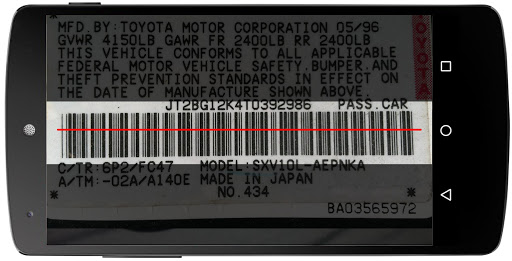 MFD. BY: TOYOTA MOTOR CORPORATION 05/96
GVWR 4150LB GAWR FR 2400LB RR 2400LB
THIS VEHICLE CONFORMS TO ALL APPLICABLE
FEDERAL MOTOR VEHICLE SAFETY.BUMPER.AND
THEFT PREVENTION STANDARDS IN EFFECT ON
THE DATE OF MANUFACTURE SHOWN ABOVE.
TOYOTA
JT2BG12K4T0392986 PASS.CAR
C/TR:6P2/FC47 MODEL:SXV10L-AEPNKA
A/TM:-02A/A140E MADE IN JAPAN
* NO.434 *
BA03565972